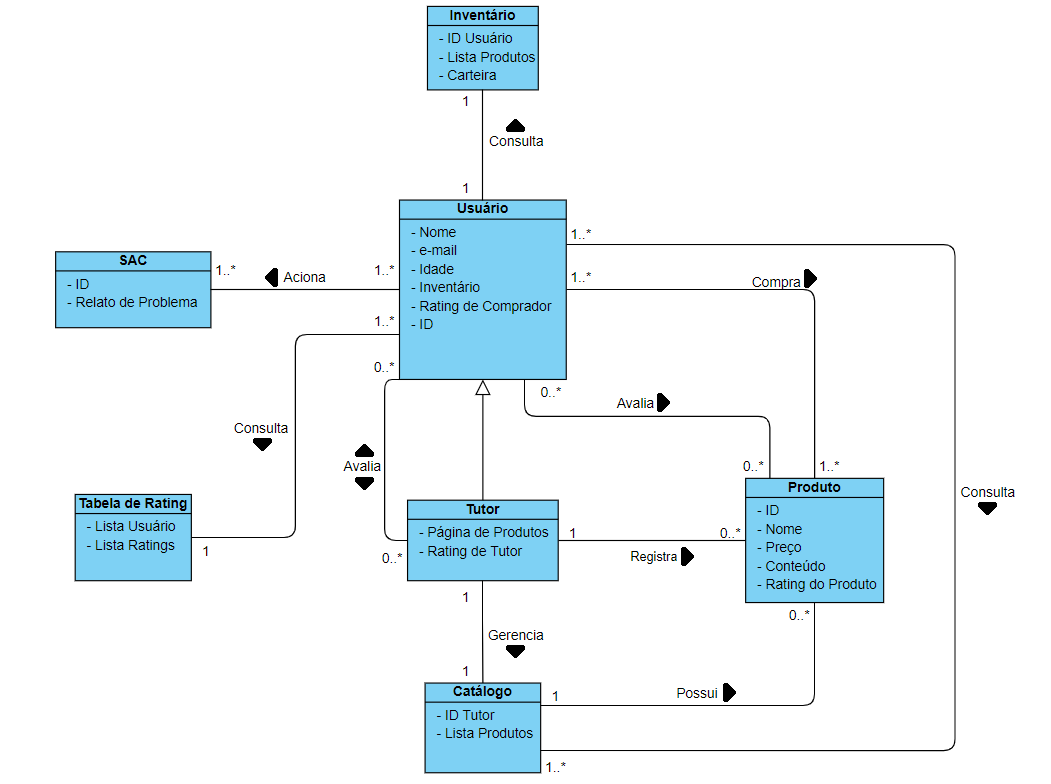 Inventário
- ID Usuário
- Lista Produtos
- Carteira
1
Consulta
1
Usuário
- Nome
- e-mail
- Idade
- Inventário
- Rating de Comprador
- ID
1..*
1..*
Compra
SAC
- ID
- Relato de Problema
1..*
Aciona
1..*
1..*
0..*
0..*
Avalia
Consulta
Avalia
0..*
1..*
Tabela de Rating
- Lista Usuário
- Lista Ratings
1
Tutor
- Página de Produtos
- Rating de Tutor
0..*
1
0..*
Registra
Produto
- ID
- Nome
- Preço
- Conteúdo
- Rating do Produto
Consulta
1
Gerencia
1
0..*
Catálogo
- ID Tutor
- Lista Produtos
1
Possui
1..*